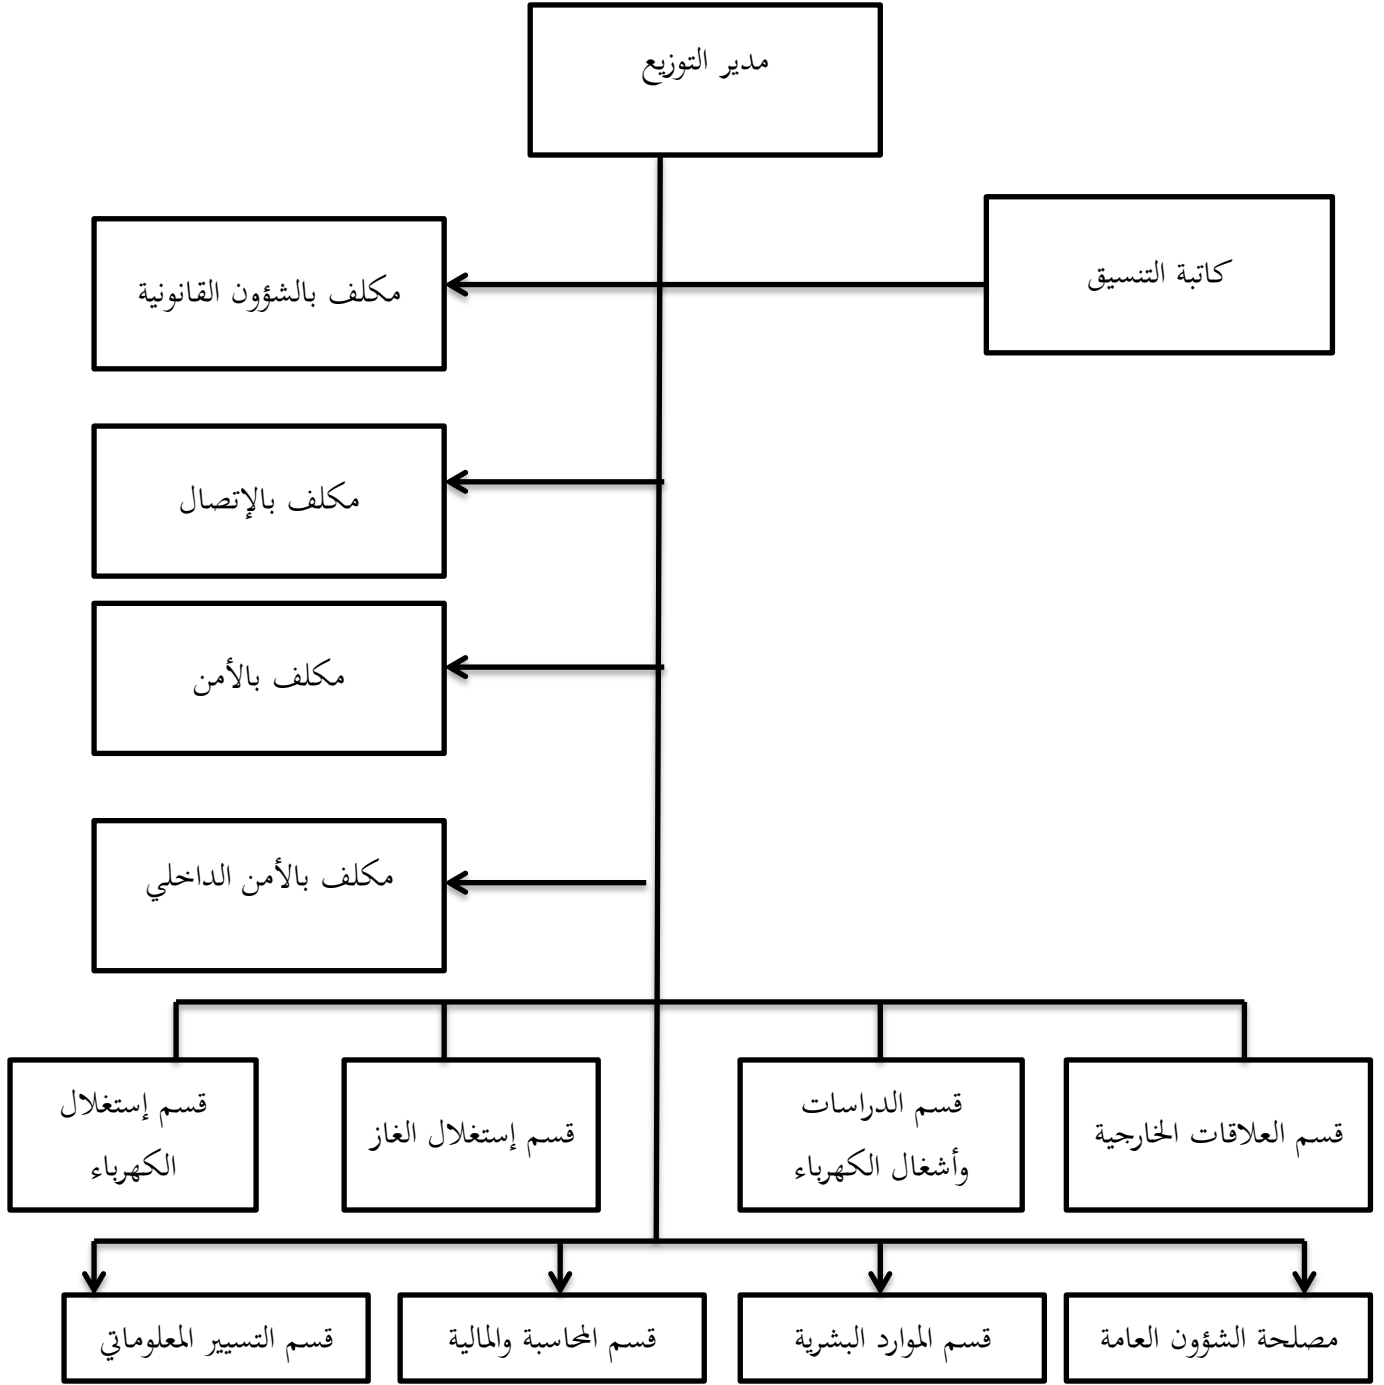 مدير التوزيع
كاتبة التنسيق
مكلف بالشؤون القانونية
مكلف بالإتصال
مكلف بالأمن
مكلف بالأمن الداخلي
قسم العلاقات الخارجية
قسم الدراسات
وأشغال الكهرباء
قسم إستغلال الغاز
قسم إستغلال
الكهرباء
مصلحة الشؤون العامة
قسم الموارد البشرية
قسم المحاسبة والمالية
قسم التسيير المعلوماتي